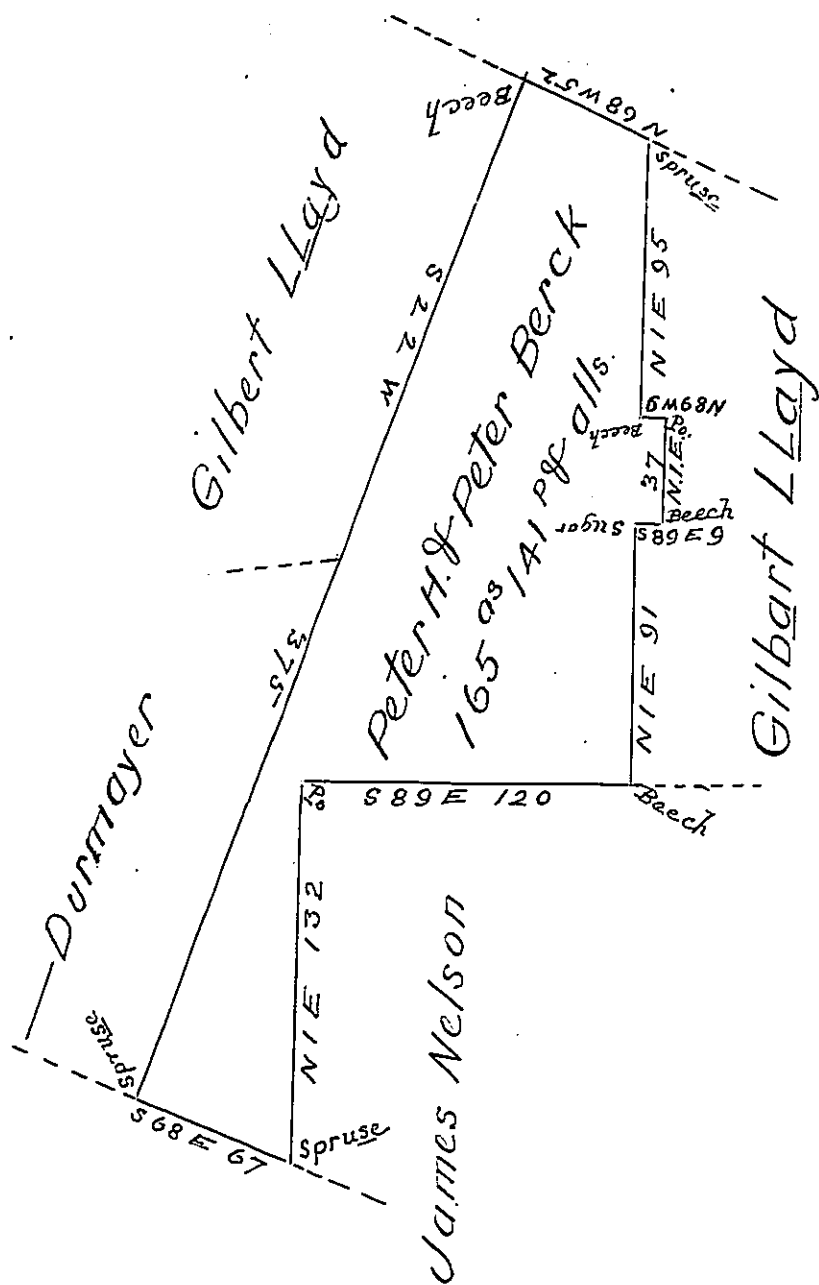 Gilbert LLayd
Durmayer
Beech
N 68 W 52
Spruse
S 22 W
375
Spruse
S 68 E 67
Spruse
N 1 E 132
Po
S 89 E 120
Beech
N 1 E 91
Sugar
S 89 E 9
Beech
37
N.1.E.
Po.
N 89 W 9
Beech
N 1 E 95
Peter H. & Peter Berck
165 as 141 P & alls.
James Nelson
Gilbart LLayd